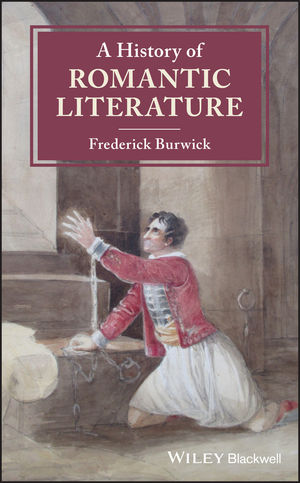 A History of
ROMANTIC
LITERATURE
Frederick Burwick
WILEY Blackwell